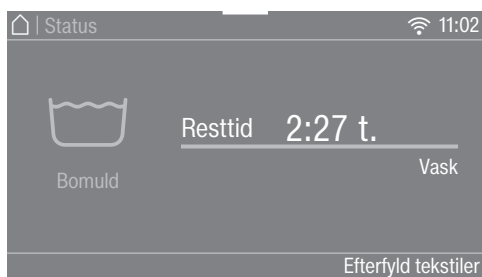 | Status
11:02
Resttid 2:27 t.
Vask
Bomuld
Efterfyld tekstiler